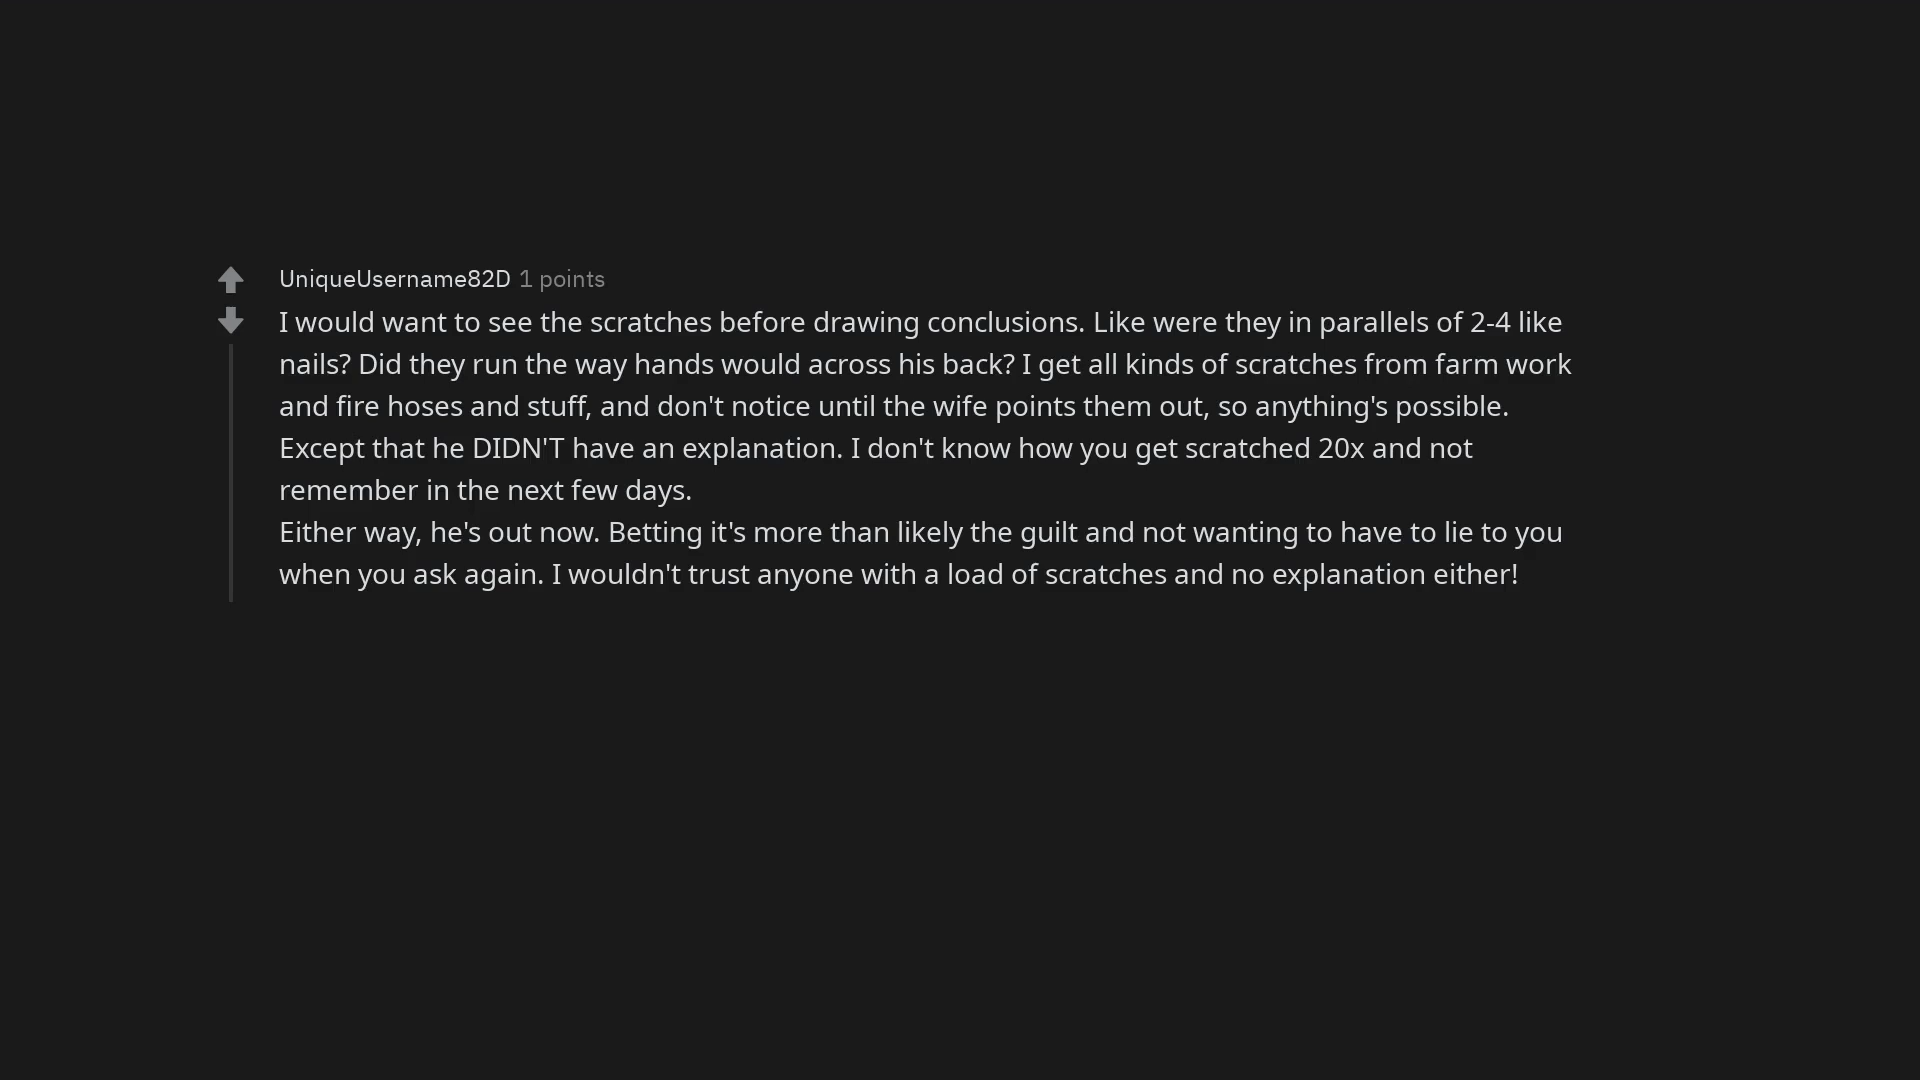 UniqueUsername82D 1 points
I would want to see the scratches before drawing conclusions. Like were they in parallels of 2-4 like
nails? Did they run the way hands would across his back? I get all kinds of scratches from farm work
and fire hoses and stuff, and don't notice until the wife points them out, so anything's possible.
Except that he DIDN'T have an explanation. I don't know how you get scratched 20x and not
remember in the next few days.
Either way, he's out now. Betting it's more than likely the guilt and not wanting to have to lie to you
when you ask again. I wouldn't trust anyone with a load of scratches and no explanation either!